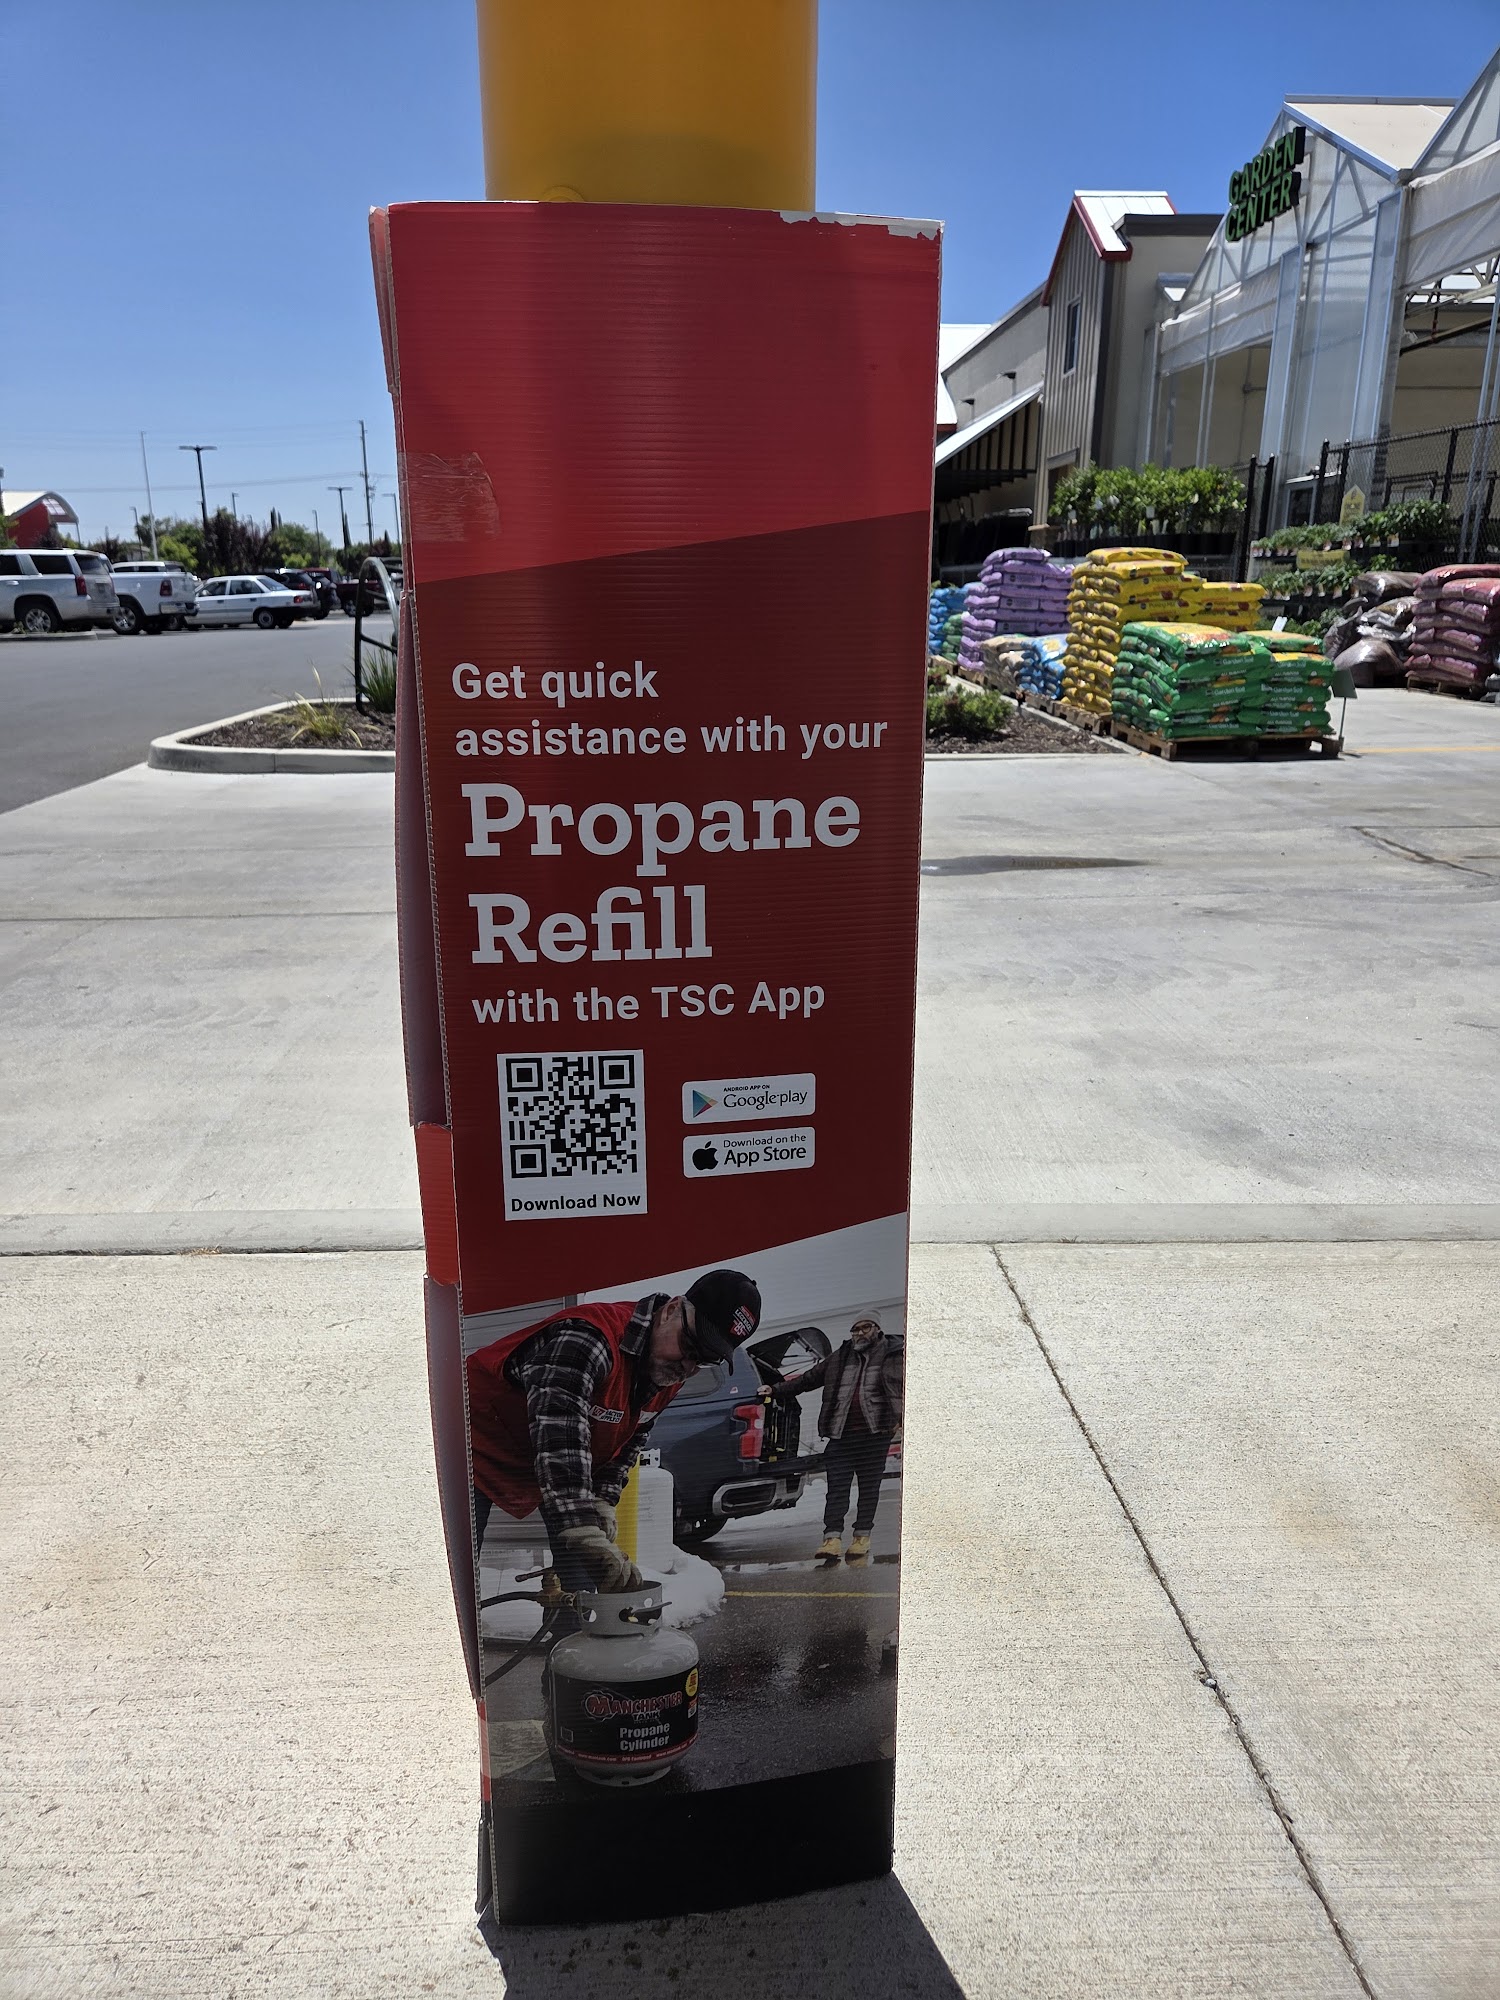 GARDEN
CENTER
Get quick
assistance with your
Propane
Refill
with the TSC App
Download Now
ANDROID APP ON
Google play
Download on the
App Store
MANCHESTER
TANK
Propane
Cylinder